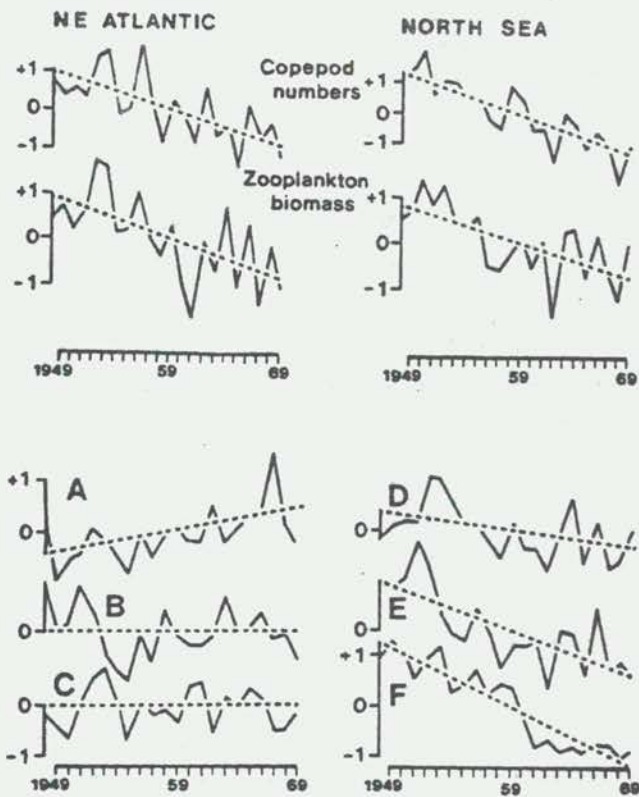 NE ATLANTIC
NORTH SEA
+1
0
-1
Copepod
numbers
+1
0
-1
+1
0
-1
Zooplankton
biomass
+1
0
-1
1949 59 69
1949 59 69
+1
0
A
D
0
B
0
E
C
0
-1
F
+1
0
-1
1949 59 69
1949 59 69